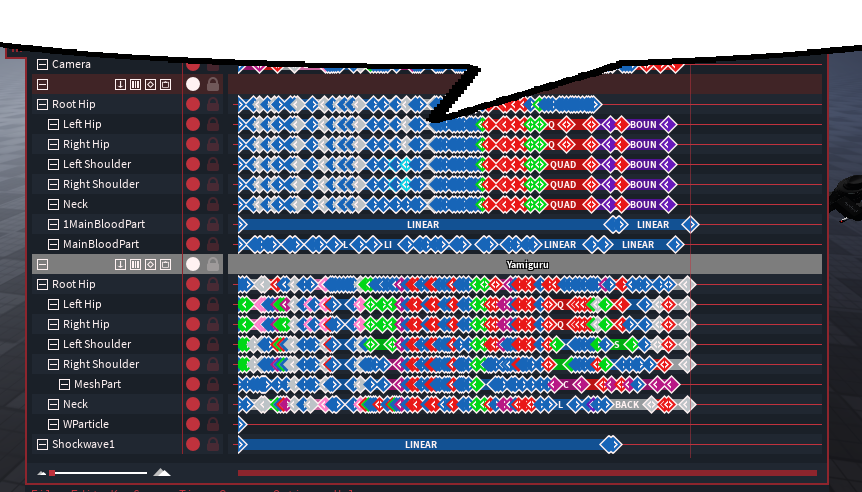 Camera
Root Hip
Left Hip Q BOUN
Right Hip Q BOUN
Left Shoulder QUAD BOUN
Right Shoulder QUAD BOUN
Neck QUAD BOUN
1MainBloodPart LINEAR LINEAR
MainBloodPart L LI LINEAR LINEAR
Yamiguru
Root Hip
Left Hip Q
Right Hip Q
Left Shoulder S
Right Shoulder
MeshPart C
Neck L BACK
WParticle
Shockwave1 LINEAR